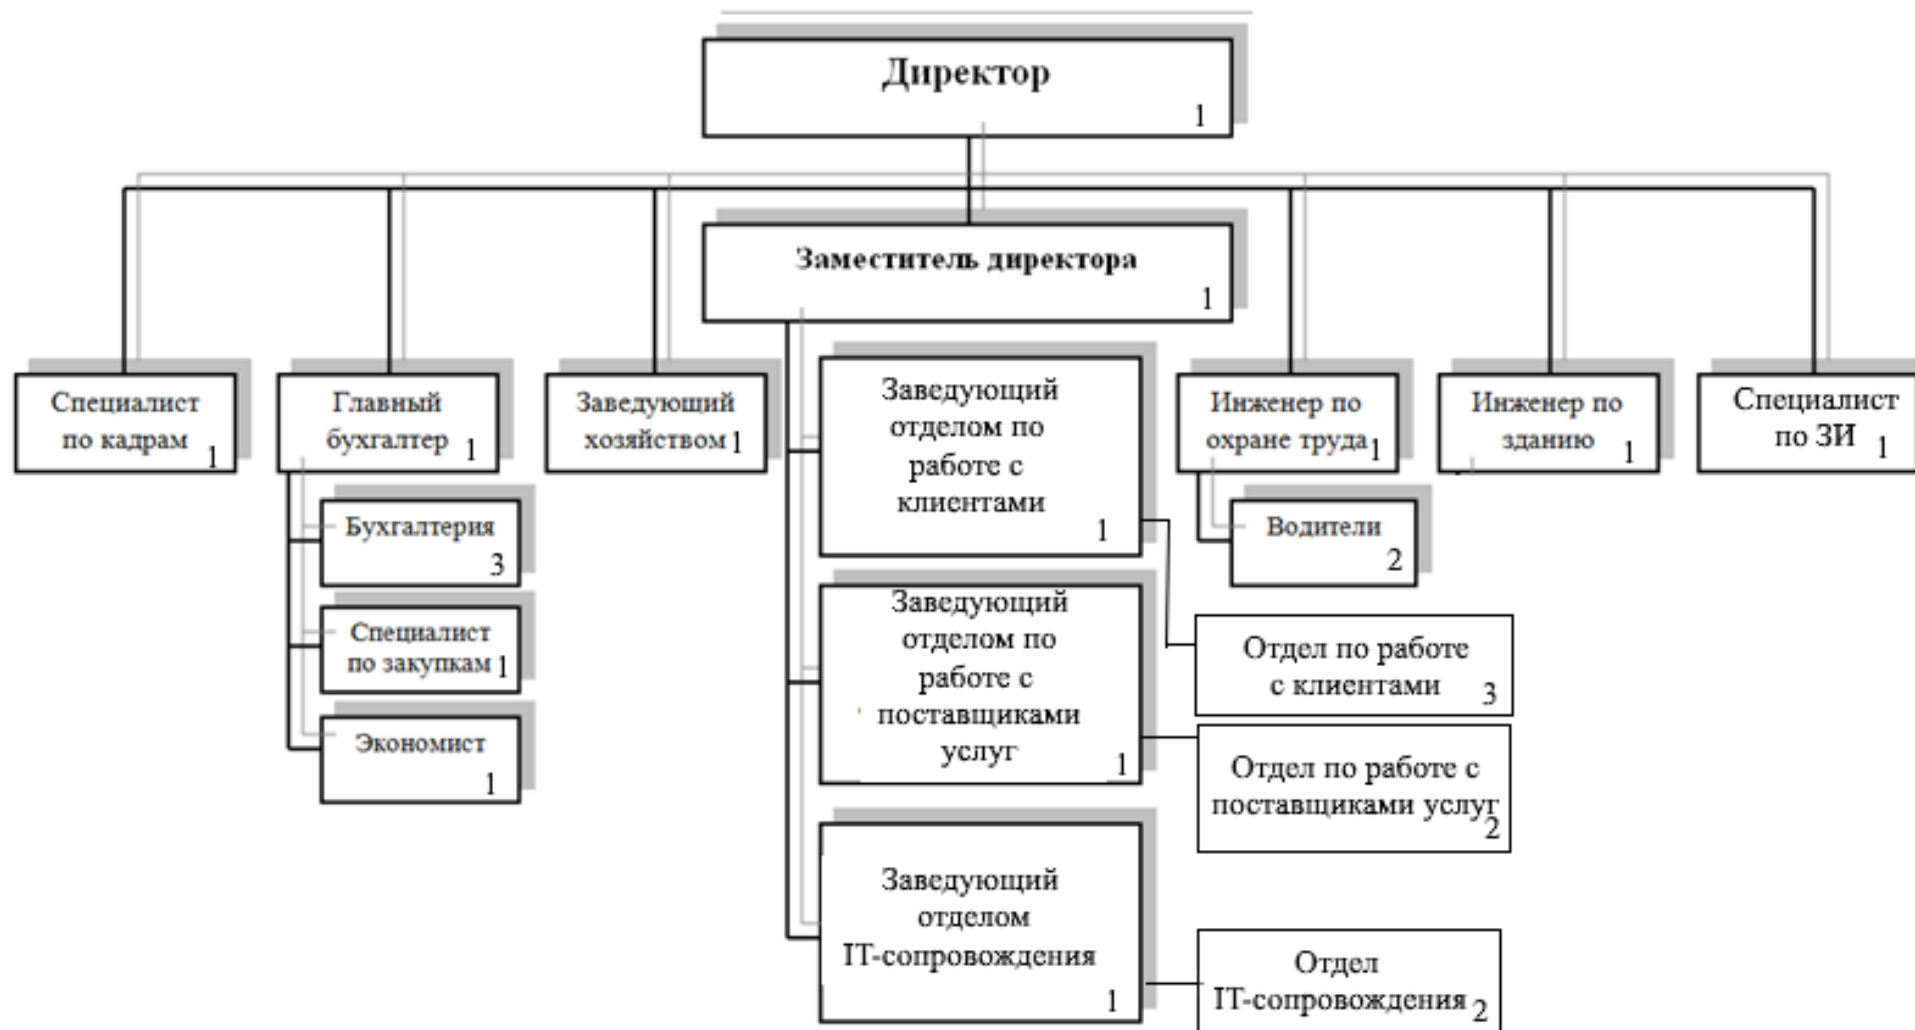 Директор
1
Заместитель директора
1
Специалист
по кадрам
1
Главный
бухгалтер
1
Заведующий
хозяйством
1
Инженер по
охране труда
1
Инженер по
зданию
1
Специалист
по ЗИ
1
Бухгалтерия
3
Специалист
по закупкам
1
Экономист
1
Заведующий
отделом по
работе с
клиентами
1
Заведующий
отделом по
работе с
поставщиками
услуг
1
Заведующий
отделом
IT-сопровождения
1
Водители
2
Отдел по работе
с клиентами
3
Отдел по работе с
поставщиками услуг
2
Отдел
IT-сопровождения
2